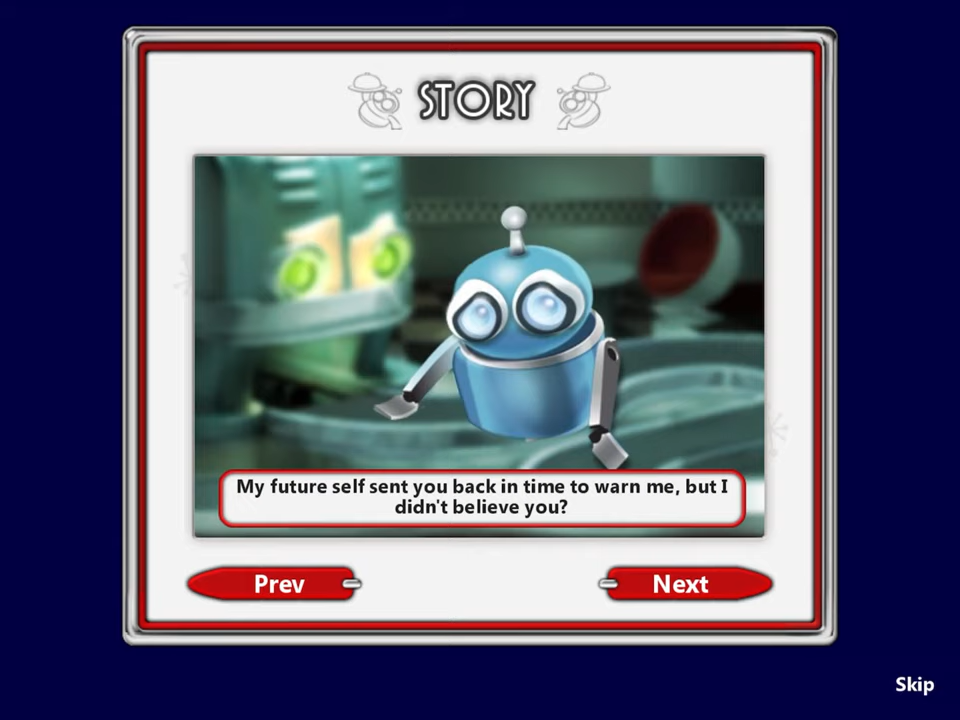 STORY
My future self sent you back in time to warn me, but I
didn't believe you?
Prev
Next
Skip